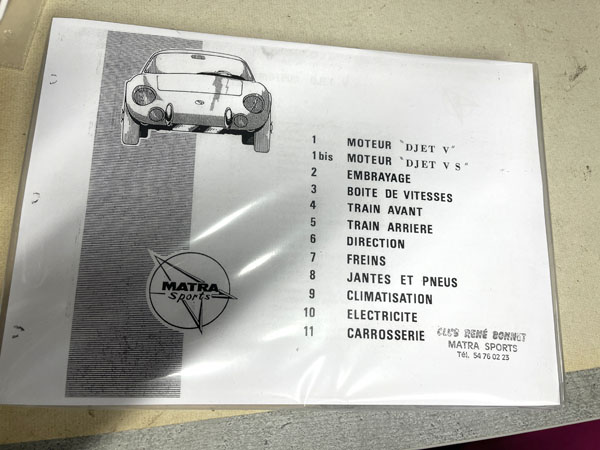 1 MOTEUR "DJET V"
1 bis MOTEUR "DJET V S"
2 EMBRAYAGE
3 BOITE DE VITESSES
4 TRAIN AVANT
5 TRAIN ARRIERE
6 DIRECTION
7 FREINS
8 JANTES ET PNEUS
9 CLIMATISATION
10 ELECTRICITE
11 CARROSSERIE
MATRA
Sports
CLUB RENÉ BONNET
MATRA SPORTS
Tél. 54 76 02 23